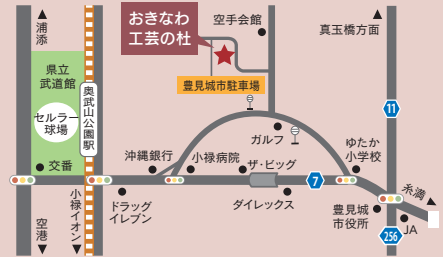 浦添
おきなわ
工芸の杜
空手会館
真玉橋方面
県立
武道館
奥武山公園駅
豊見城市駐車場
セルラー
球場
11
ガルフ
ゆたか
小学校
交番
沖縄銀行
小禄病院
ザ・ビッグ
7
糸満
空港
小禄イオン
ドラッグ
イレブン
ダイレックス
豊見城
市役所
JA
256